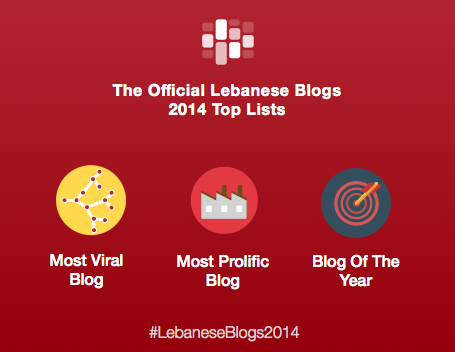 The Official Lebanese Blogs
2014 Top Lists
Most Viral
Blog
Most Prolific
Blog
Blog Of The
Year
#LebaneseBlogs2014